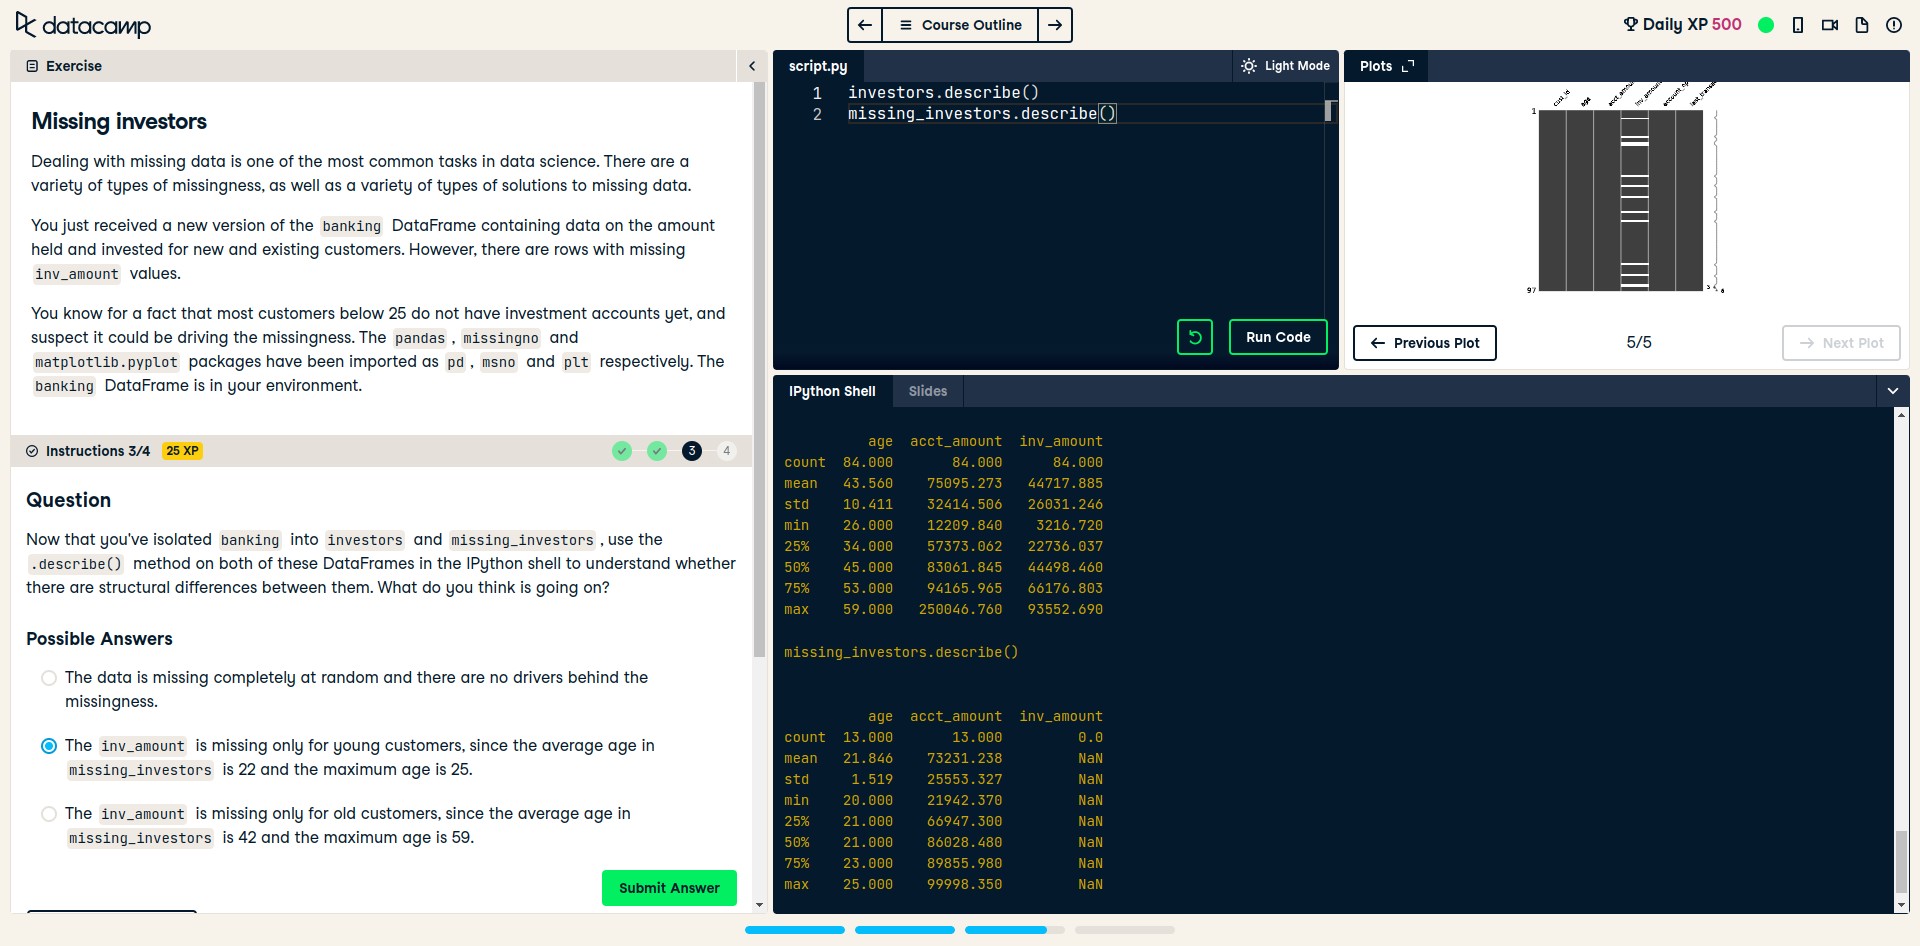 datacamp
Course Outline
Daily XP 500
Exercise
Missing investors
Dealing with missing data is one of the most common tasks in data science. There are a
variety of types of missingness, as well as a variety of types of solutions to missing data.
You just received a new version of the banking DataFrame containing data on the amount
held and invested for new and existing customers. However, there are rows with missing
inv_amount values.
You know for a fact that most customers below 25 do not have investment accounts yet, and
suspect it could be driving the missingness. The pandas , missingno and
matplotlib.pyplot packages have been imported as pd , msno and plt respectively. The
banking DataFrame is in your environment.
Instructions 3/4 25 XP
3 4
Question
Now that you've isolated banking into investors and missing_investors , use the
.describe() method on both of these DataFrames in the IPython shell to understand whether
there are structural differences between them. What do you think is going on?
Possible Answers
The data is missing completely at random and there are no drivers behind the
missingness.
The inv_amount is missing only for young customers, since the average age in
missing_investors is 22 and the maximum age is 25.
The inv_amount is missing only for old customers, since the average age in
missing_investors is 42 and the maximum age is 59.
Submit Answer
script.py
Light Mode
1 investors.describe()
2 missing_investors.describe()
Run Code
Plots
cust_id age
1
97
Previous Plot
5/5
Next Plot
IPython Shell
Slides
age acct_amount inv_amount
count 84.000 84.000 84.000
mean 43.560 75095.273 44717.885
std 10.411 32414.506 26031.246
min 26.000 12209.840 3216.720
25% 34.000 57373.062 22736.037
50% 45.000 83061.845 44498.460
75% 53.000 94165.965 66176.803
max 59.000 250046.760 93552.690
missing_investors.describe()
age acct_amount inv_amount
count 13.000 13.000 0.0
mean 21.846 73231.238 NaN
std 1.519 25553.327 NaN
min 20.000 21942.370 NaN
25% 21.000 66947.300 NaN
50% 21.000 86028.480 NaN
75% 23.000 89855.980 NaN
max 25.000 99998.350 NaN